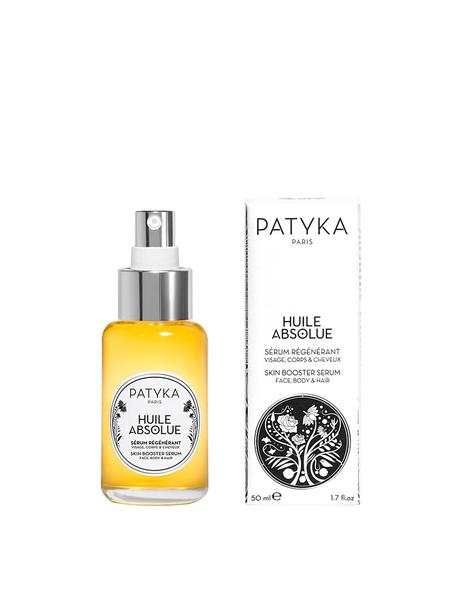 PATYKA
PARIS
HUILE
ABSOLUE
SÉRUM RÉGÉNÉRANT
VISAGE, CORPS & CHEVEUX
SKIN BOOSTER SERUM
FACE, BODY & HAIR
PATYKA
PARIS
HUILE
ABSOLUE
SÉRUM RÉGÉNÉRANT
VISAGE, CORPS & CHEVEUX
SKIN BOOSTER SERUM
FACE, BODY & HAIR
50 ml ℮ 1.7 fl.oz